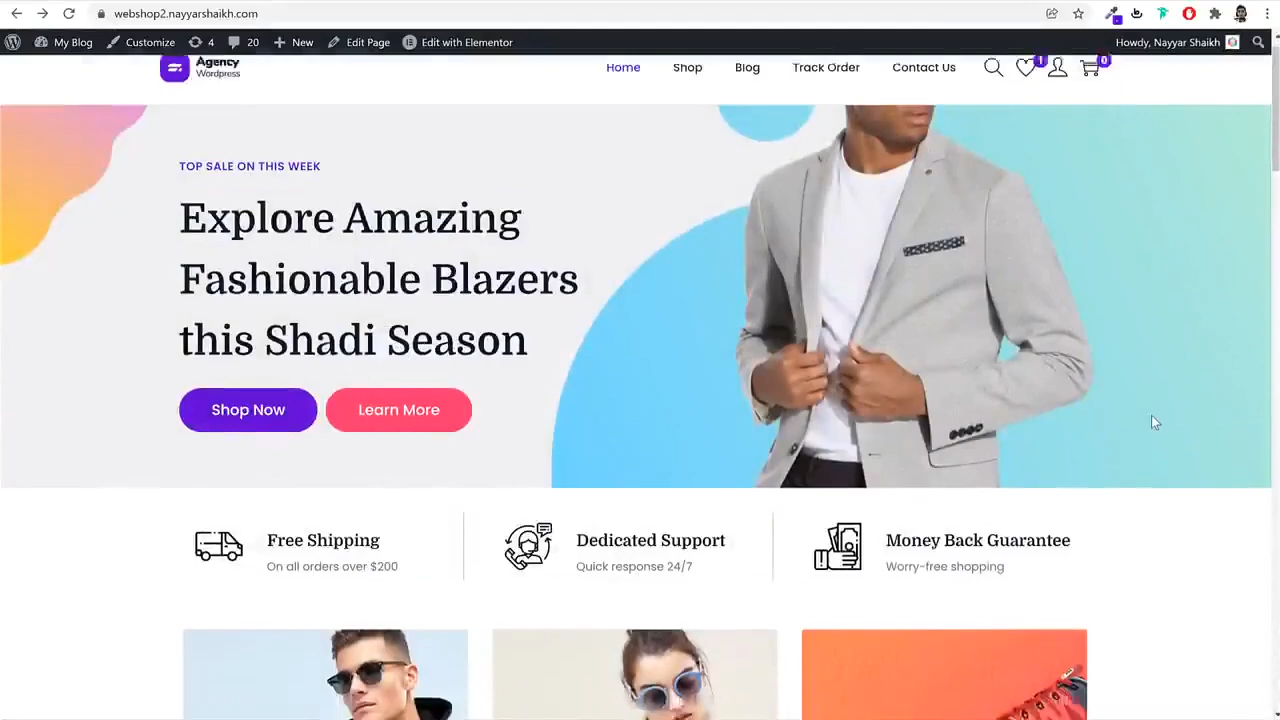 webshop2.nayyarshaikh.com
My Blog Customize 4 20 New Edit Page Edit with Elementor Howdy, Nayyar Shaikh
Agency
Wordpress
Home Shop Blog Track Order Contact Us 1 0
TOP SALE ON THIS WEEK
Explore Amazing
Fashionable Blazers
this Shadi Season
Shop Now Learn More
Free Shipping Dedicated Support Money Back Guarantee
On all orders over $200 Quick response 24/7 Worry-free shopping